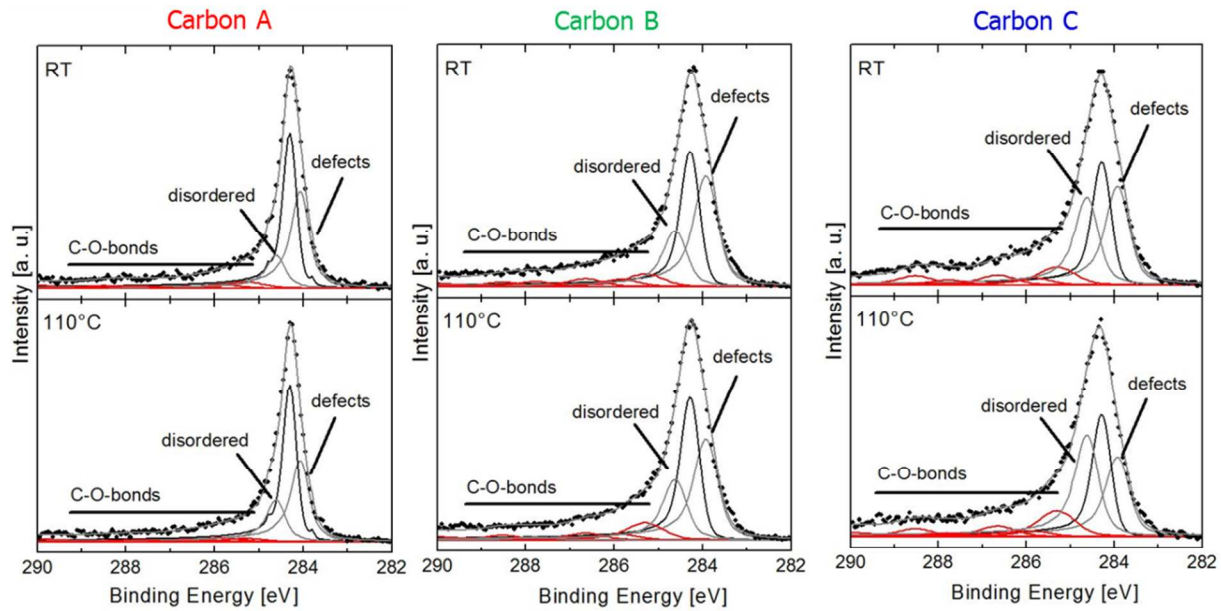 Carbon A
RT
defects
disordered
C-O-bonds
110°C
defects
disordered
C-O-bonds
Intensity [a. u.]
290 288 286 284 282
Binding Energy [eV]
Carbon B
RT
defects
disordered
C-O-bonds
110°C
defects
disordered
C-O-bonds
Intensity [a. u.]
290 288 286 284 282
Binding Energy [eV]
Carbon C
RT
defects
disordered
C-O-bonds
110°C
defects
disordered
C-O-bonds
Intensity [a. u.]
290 288 286 284 282
Binding Energy [eV]